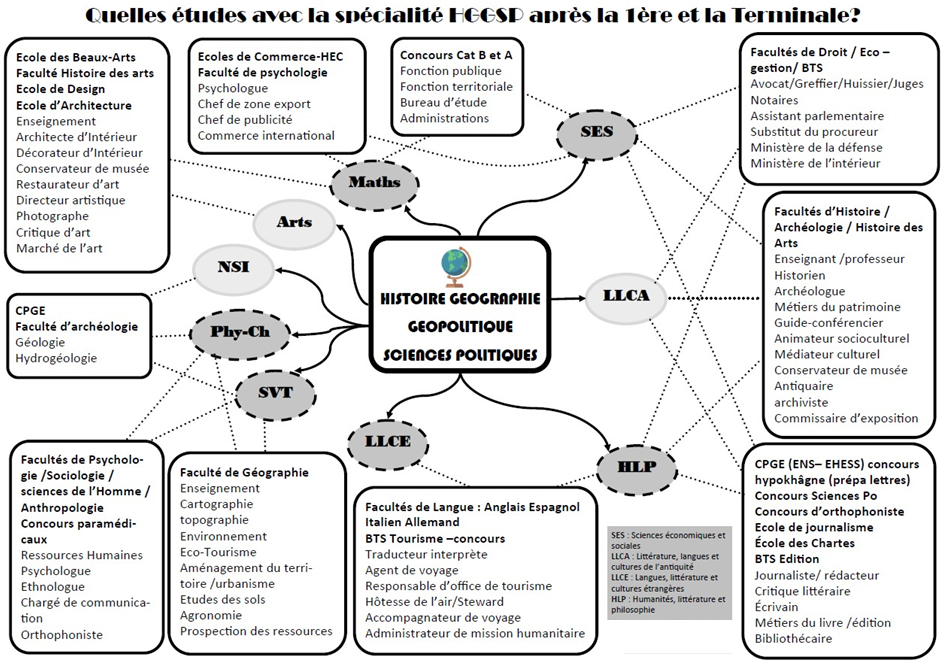 Quelles études avec la spécialité HGGSP après la 1ère et la Terminale?
Ecole des Beaux-Arts
Faculté Histoire des arts
Ecole de Design
Ecole d’Architecture
Enseignement
Architecte d’Intérieur
Décorateur d’Intérieur
Conservateur de musée
Restaurateur d’art
Directeur artistique
Photographe
Critique d’art
Marché de l’art
Ecoles de Commerce-HEC
Faculté de psychologie
Psychologue
Chef de zone export
Chef de publicité
Commerce international
Concours Cat B et A
Fonction publique
Fonction territoriale
Bureau d’étude
Administrations
Facultés de Droit / Eco –
gestion/ BTS
Avocat/Greffier/Huissier/Juges
Notaires
Assistant parlementaire
Substitut du procureur
Ministère de la défense
Ministère de l’intérieur
SES
Maths
Arts
NSI
Phy-Ch
SVT
LLCE
HLP
LLCA
HISTOIRE GEOGRAPHIE
GEOPOLITIQUE
SCIENCES POLITIQUES
Facultés d’Histoire /
Archéologie / Histoire des
Arts
Enseignant /professeur
Historien
Archéologue
Métiers du patrimoine
Guide-conférencier
Animateur socioculturel
Médiateur culturel
Conservateur de musée
Antiquaire
archiviste
Commissaire d’exposition
CPGE
Faculté d’archéologie
Géologie
Hydrogéologie
Facultés de Psycholo-
gie /Sociologie /
sciences de l’Homme /
Anthropologie
Concours paramédi-
caux
Ressources Humaines
Psychologue
Ethnologue
Chargé de communica-
tion
Orthophoniste
Faculté de Géographie
Enseignement
Cartographie
topographie
Environnement
Eco-Tourisme
Aménagement du terri-
toire /urbanisme
Etudes des sols
Agronomie
Prospection des ressources
Facultés de Langue : Anglais Espagnol
Italien Allemand
BTS Tourisme –concours
Traducteur interprète
Agent de voyage
Responsable d’office de tourisme
Hôtesse de l’air/Steward
Accompagnateur de voyage
Administrateur de mission humanitaire
SES : Sciences économiques et
sociales
LLCA : Littérature, langues et
cultures de l’antiquité
LLCE : Langues, littérature et
cultures étrangères
HLP : Humanités, littérature et
philosophie
CPGE (ENS– EHESS) concours
hypokhâgne (prépa lettres)
Concours Sciences Po
Concours d’orthophoniste
Ecole de journalisme
École des Chartes
BTS Edition
Journaliste/ rédacteur
Critique littéraire
Écrivain
Métiers du livre /édition
Bibliothécaire